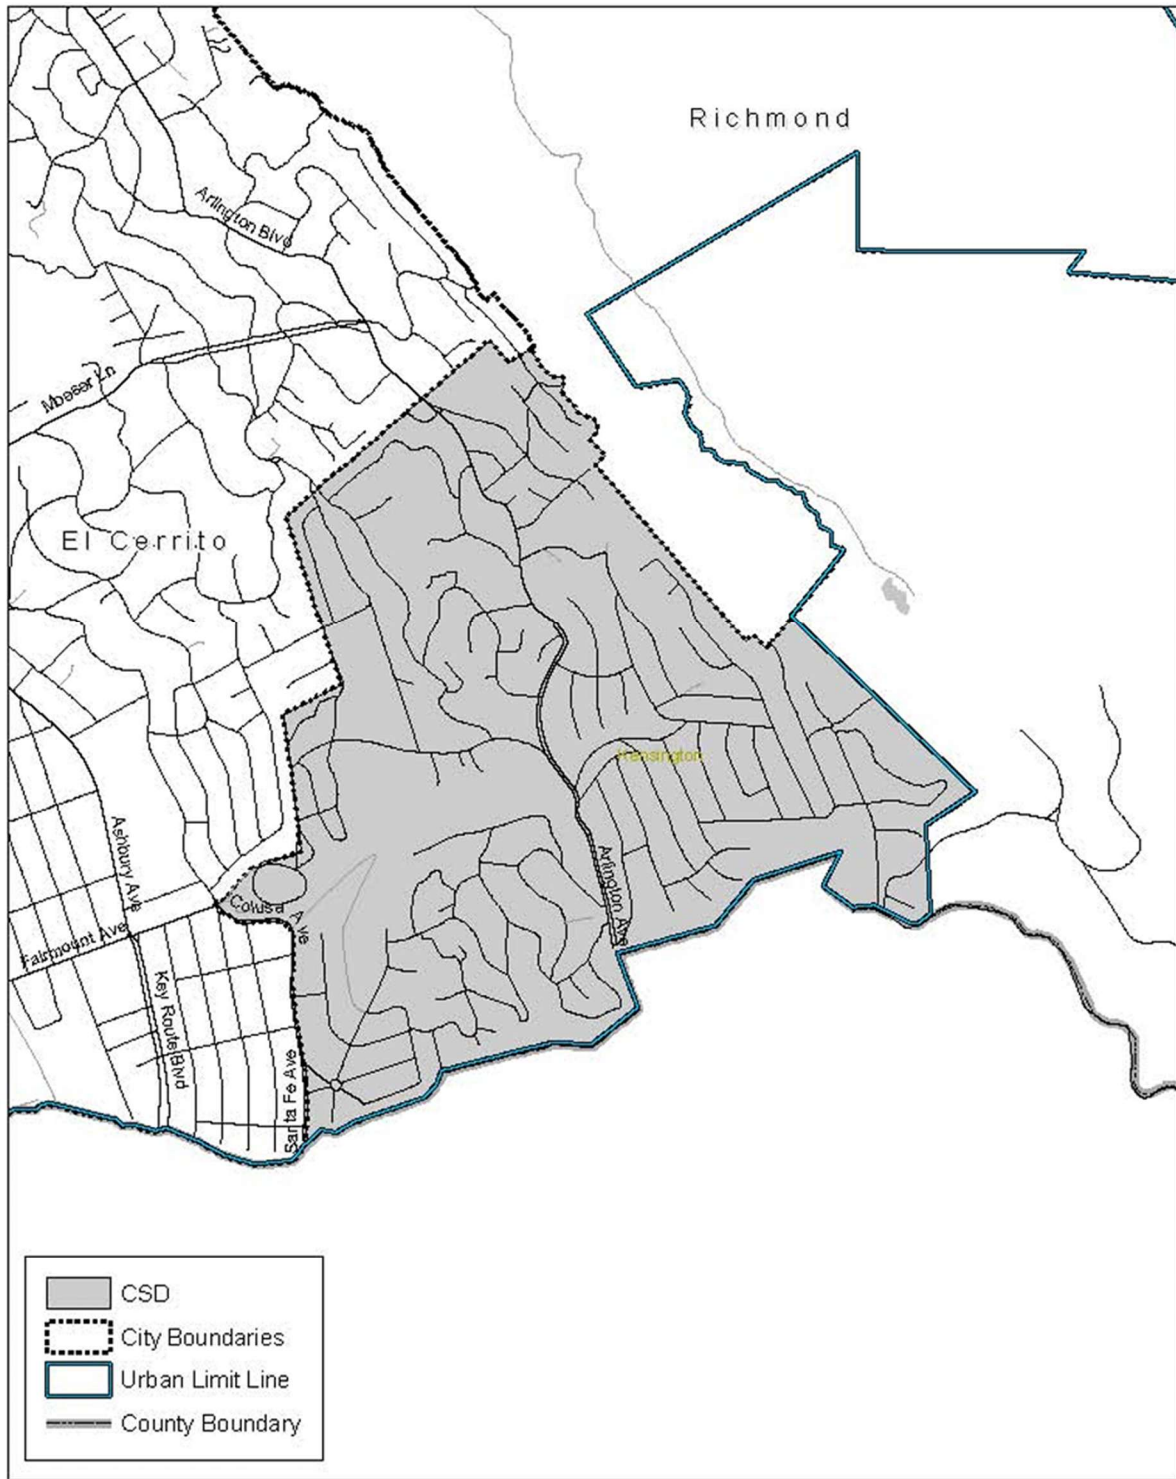 Richmond
Arlington Blvd
Moeser Ln
El Cerrito
Kensington
Ashbury Ave
Arlington Ave
Colusa Ave
Fairmount Ave
Key Route Blvd
Santa Fe Ave
CSD
City Boundaries
Urban Limit Line
County Boundary